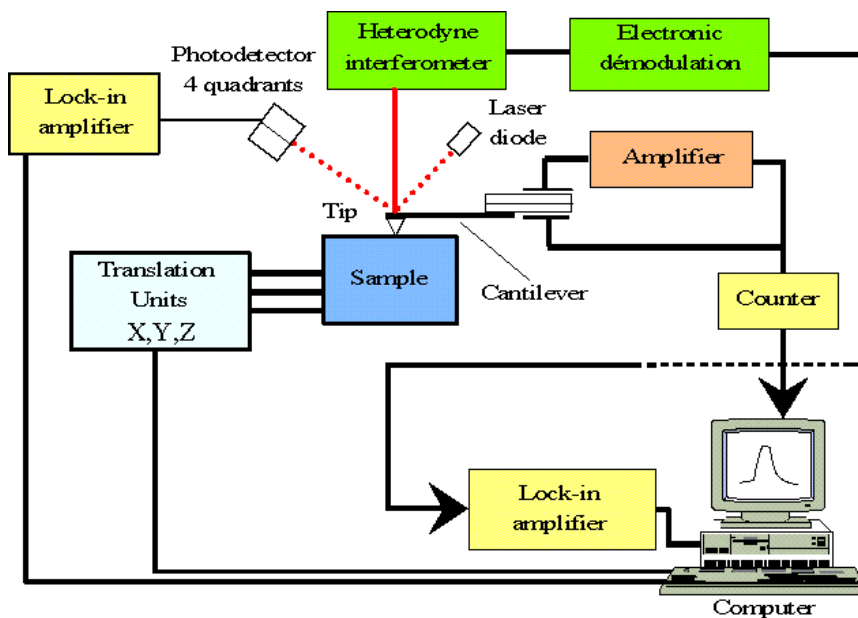 Heterodyne
interferometer
Electronic
démodulation
Photodetector
4 quadrants
Lock-in
amplifier
Laser
diode
Amplifier
Tip
Translation
Units
X,Y,Z
Sample
Cantilever
Counter
Lock-in
amplifier
Computer